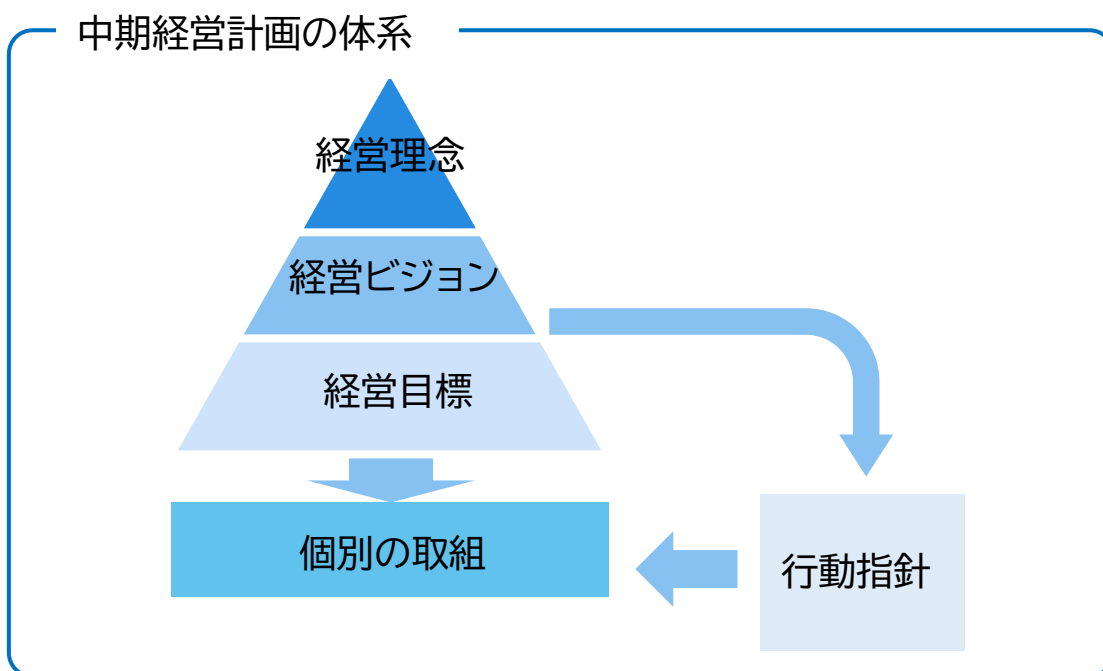 中期経営計画の体系
経営理念
経営ビジョン
経営目標
個別の取組
行動指針